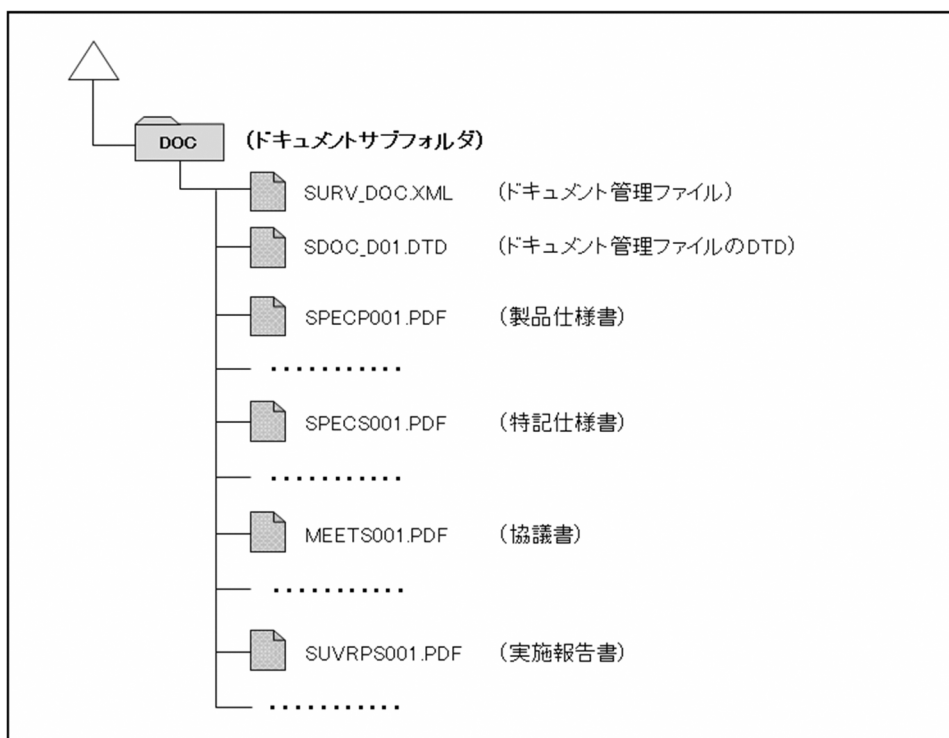 DOC (ドキュメントサブフォルダ)
SURV_DOC.XML (ドキュメント管理ファイル)
SDOC_D01.DTD (ドキュメント管理ファイルのDTD)
SPECP001.PDF (製品仕様書)
・・・・・・・・・・・
SPECS001.PDF (特記仕様書)
・・・・・・・・・・・
MEETS001.PDF (協議書)
・・・・・・・・・・・
SUVRPS001.PDF (実施報告書)
・・・・・・・・・・・